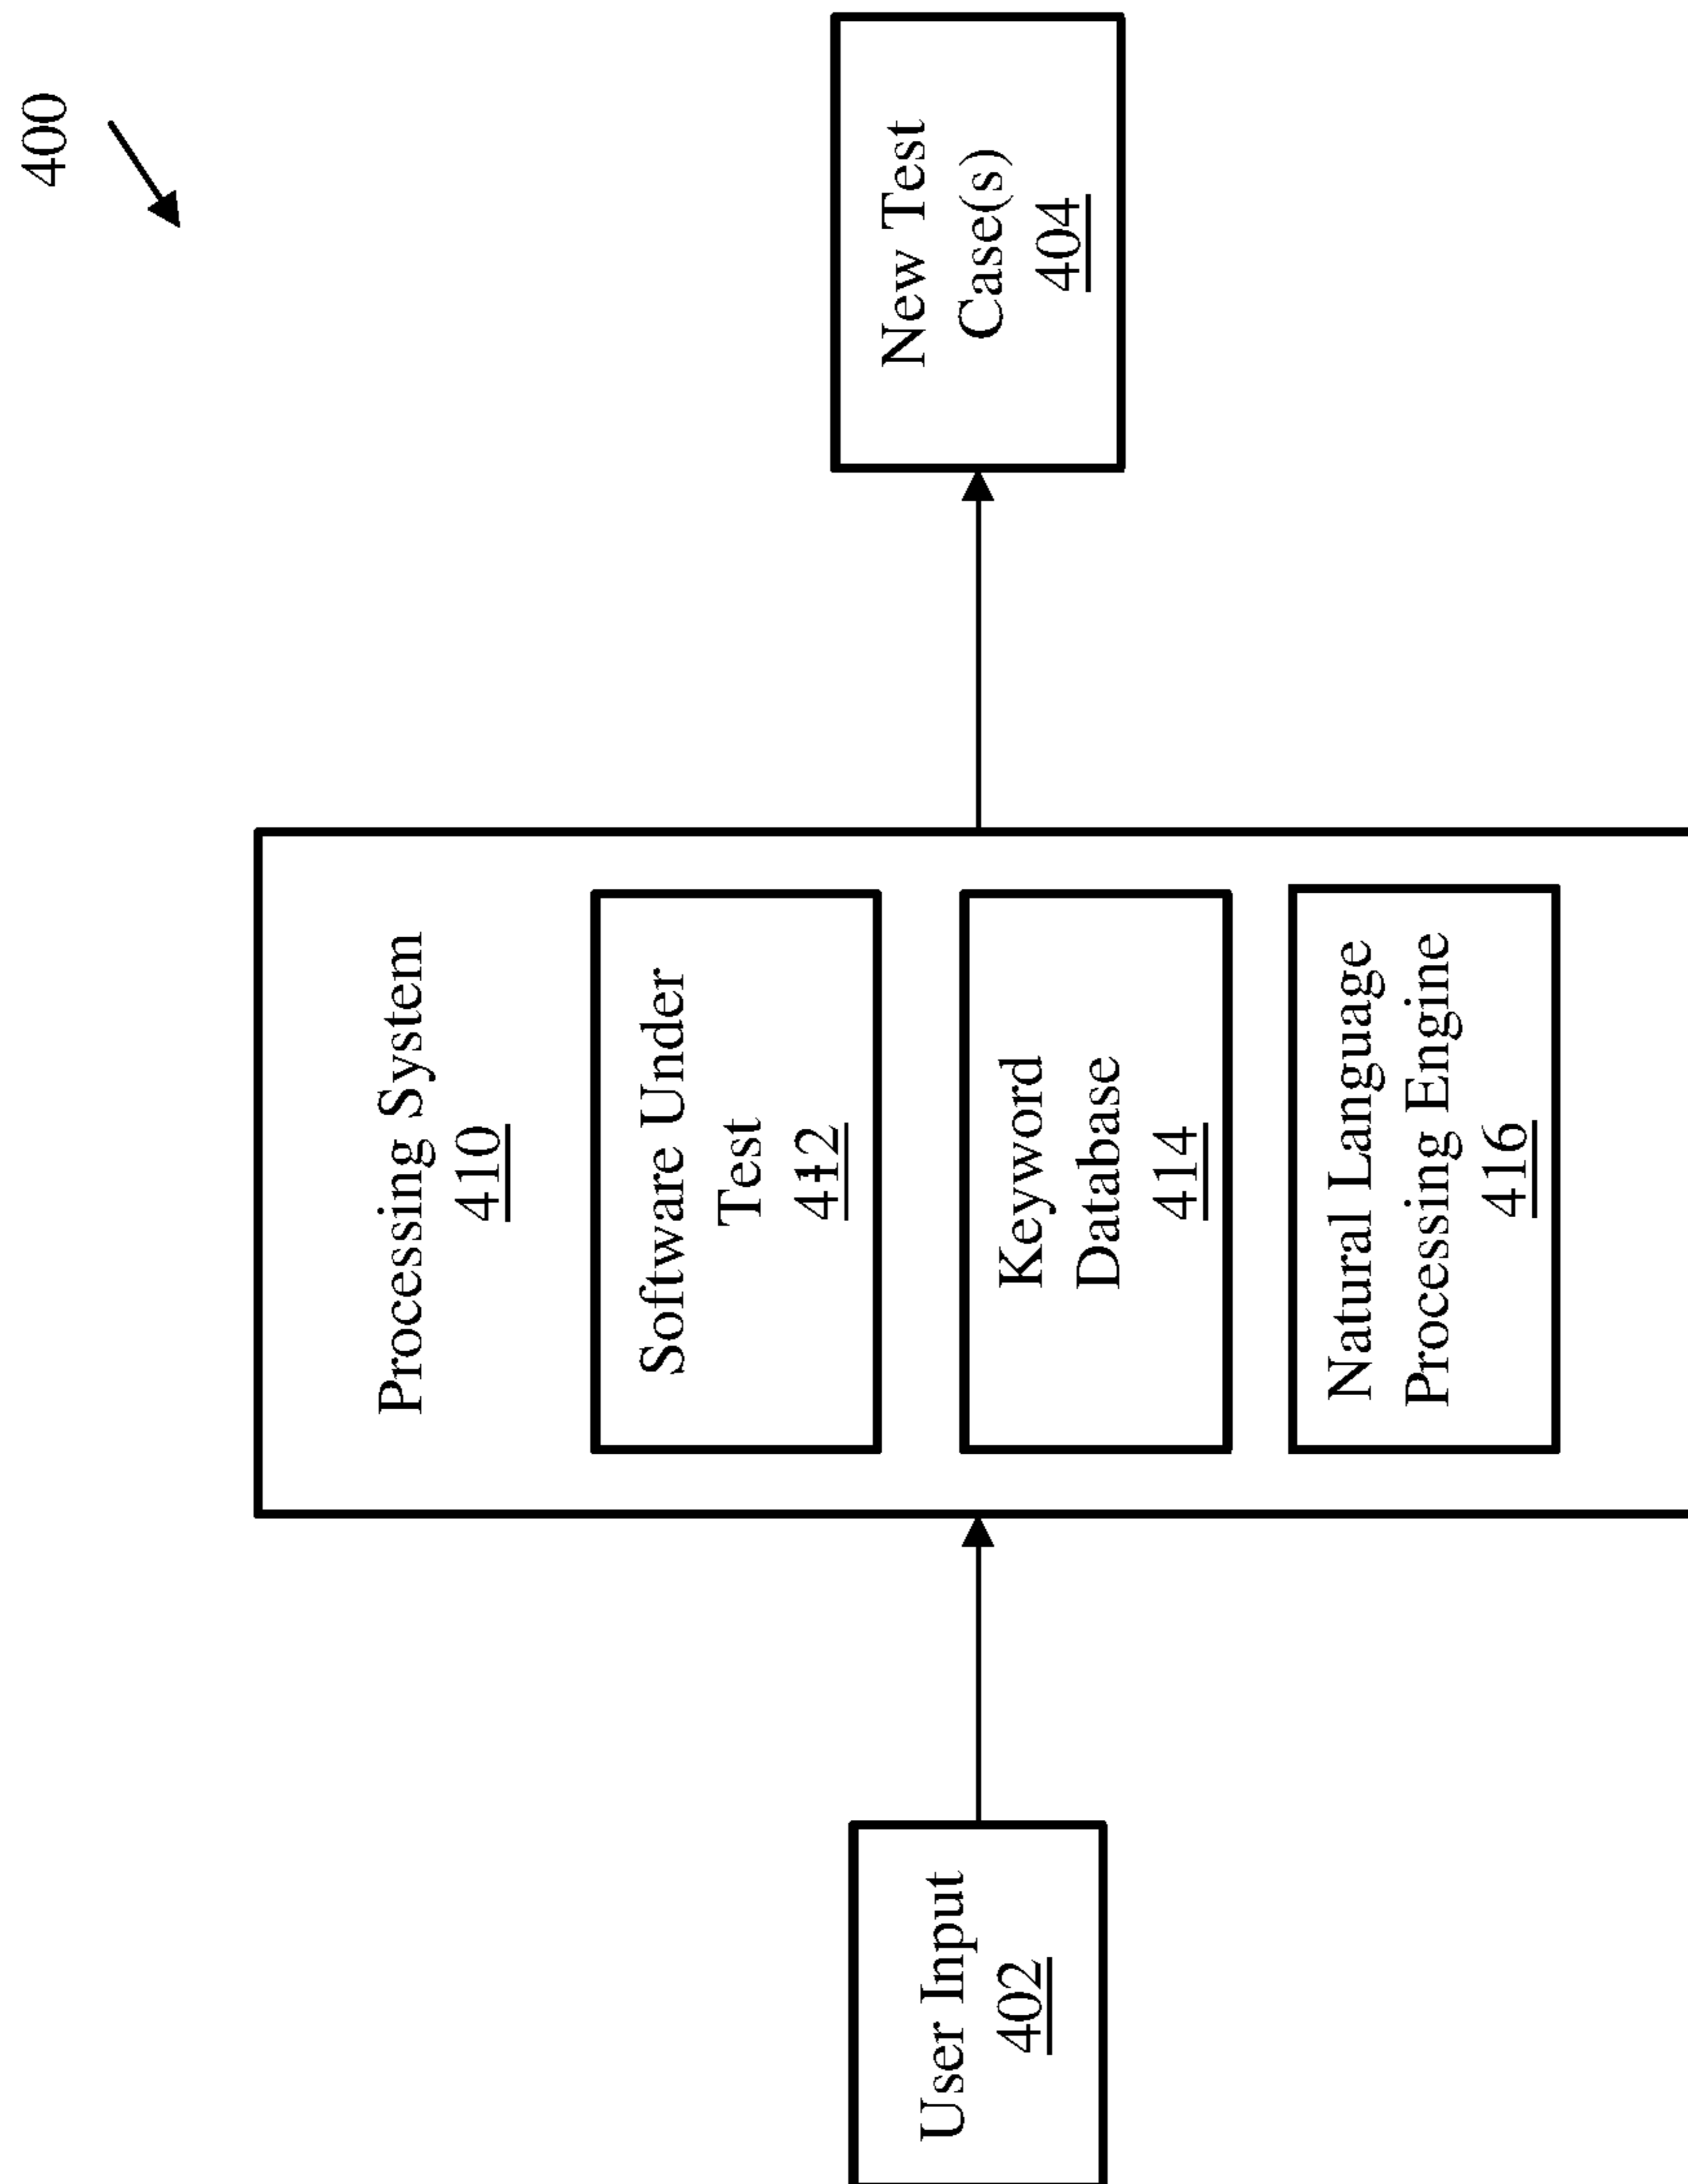 400
User Input
402
Processing System
410
Software Under
Test
412
Keyword
Database
414
Natural Language
Processing Engine
416
New Test
Case(s)
404